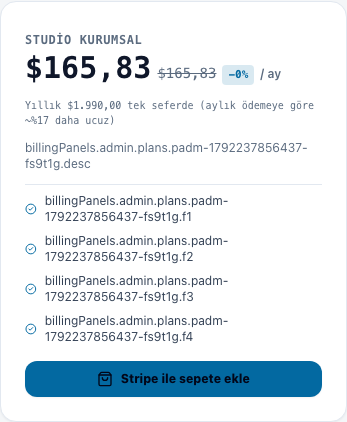 STUDİO KURUMSAL
$165,83 $165,83 −0% / ay
Yıllık $1.990,00 tek seferde (aylık ödemeye göre
~%17 daha ucuz)
billingPanels.admin.plans.padm-
1792237856437-fs9t1g.desc
billingPanels.admin.plans.padm-
1792237856437-fs9t1g.f1
billingPanels.admin.plans.padm-
1792237856437-fs9t1g.f2
billingPanels.admin.plans.padm-
1792237856437-fs9t1g.f3
billingPanels.admin.plans.padm-
1792237856437-fs9t1g.f4
Stripe ile sepete ekle